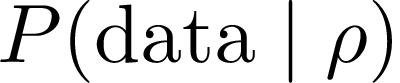 P(data | ρ)